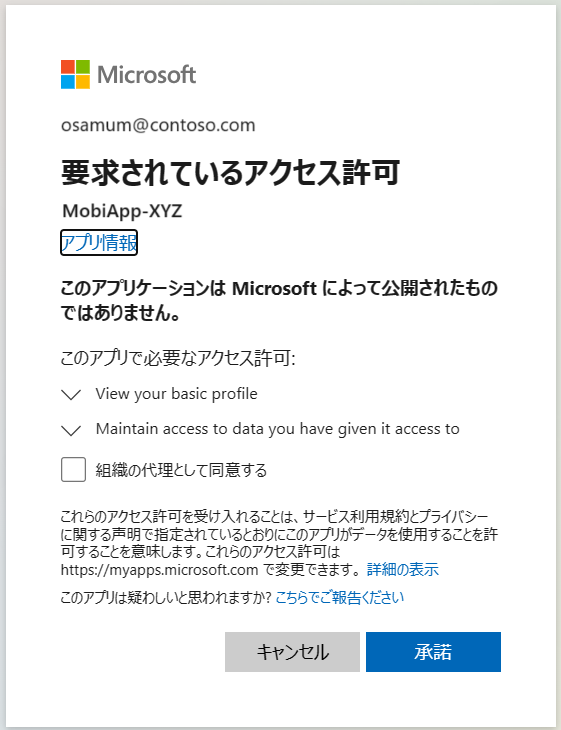 Microsoft
osamum@contoso.com
要求されているアクセス許可
MobiApp-XYZ
アプリ情報
このアプリケーションは Microsoft によって公開されたもの
ではありません。
このアプリで必要なアクセス許可:
View your basic profile
Maintain access to data you have given it access to
組織の代理として同意する
これらのアクセス許可を受け入れることは、サービス利用規約とプライバシー
に関する声明で指定されているとおりにこのアプリがデータを使用することを許
可することを意味します。これらのアクセス許可は
https://myapps.microsoft.com で変更できます。 詳細の表示
このアプリは疑わしいと思われますか? こちらでご報告ください
キャンセル 承諾